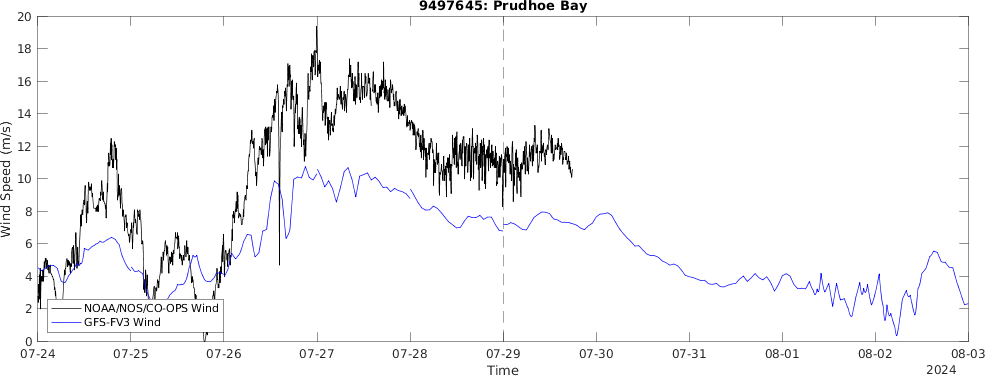 9497645: Prudhoe Bay
Wind Speed (m/s)
20
18
16
14
12
10
8
6
4
2
0
NOAA/NOS/CO-OPS Wind
GFS-FV3 Wind
07-24 07-25 07-26 07-27 07-28 07-29 07-30 07-31 08-01 08-02 08-03
Time
2024